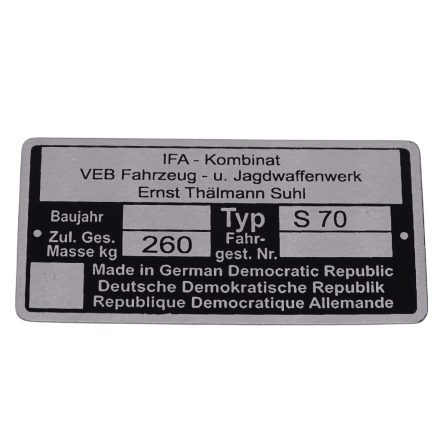 IFA - Kombinat
VEB Fahrzeug - u. Jagdwaffenwerk
Ernst Thälmann Suhl
Baujahr
Typ S 70
Zul. Ges.
Masse kg 260
Fahr-
gest. Nr.
Made in German Democratic Republic
Deutsche Demokratische Republik
Republique Democratique Allemande